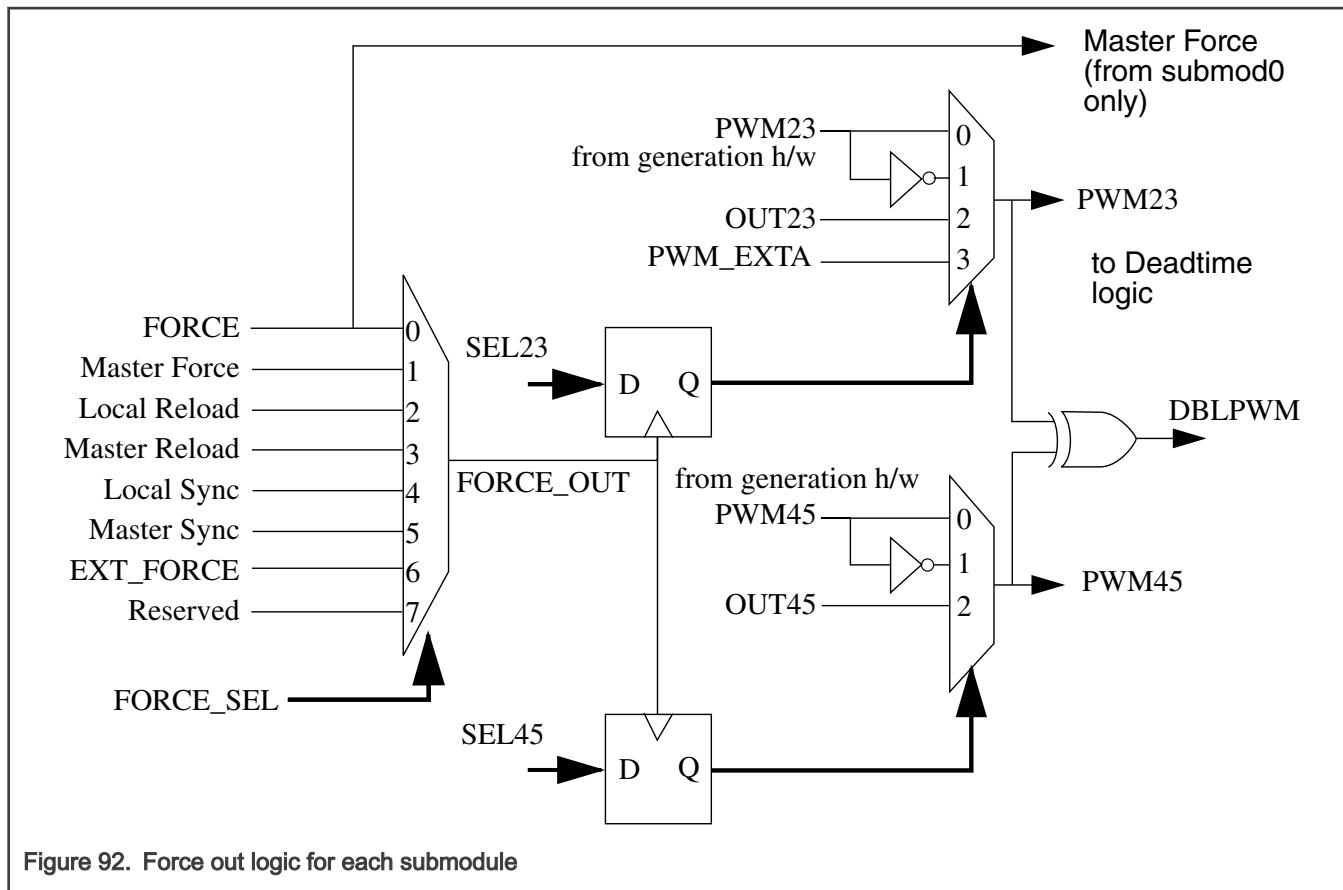 Master Force
(from submod0
only)
PWM23
from generation h/w
0
1
OUT23
2
PWM_EXTA
3
PWM23
to Deadtime
logic
FORCE
0
Master Force
1
Local Reload
2
Master Reload
3
Local Sync
4
Master Sync
5
EXT_FORCE
6
Reserved
7
FORCE_SEL
FORCE_OUT
SEL23
D Q
DBLPWM
from generation h/w
PWM45
0
1
OUT45
2
PWM45
SEL45
D Q
Figure 92. Force out logic for each submodule